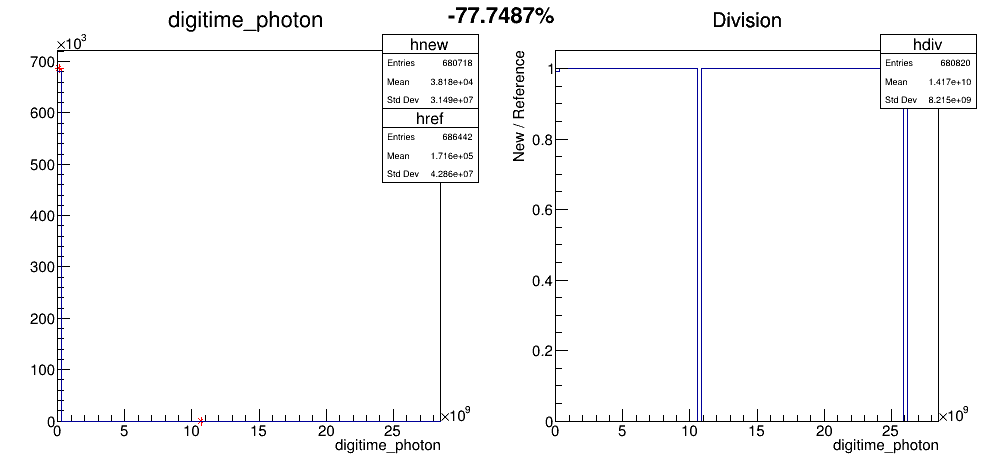 -77.7487%
digitime_photon
×10³
hnew
Entries 680718
Mean 3.818e+04
Std Dev 3.149e+07
href
Entries 686442
Mean 1.716e+05
Std Dev 4.286e+07
700
600
500
400
300
200
100
0
0 5 10 15 20 25
×10⁹
digitime_photon
Division
hdiv
Entries 680820
Mean 1.417e+10
Std Dev 8.215e+09
New / Reference
1
0.8
0.6
0.4
0.2
0
0 5 10 15 20 25
×10⁹
digitime_photon